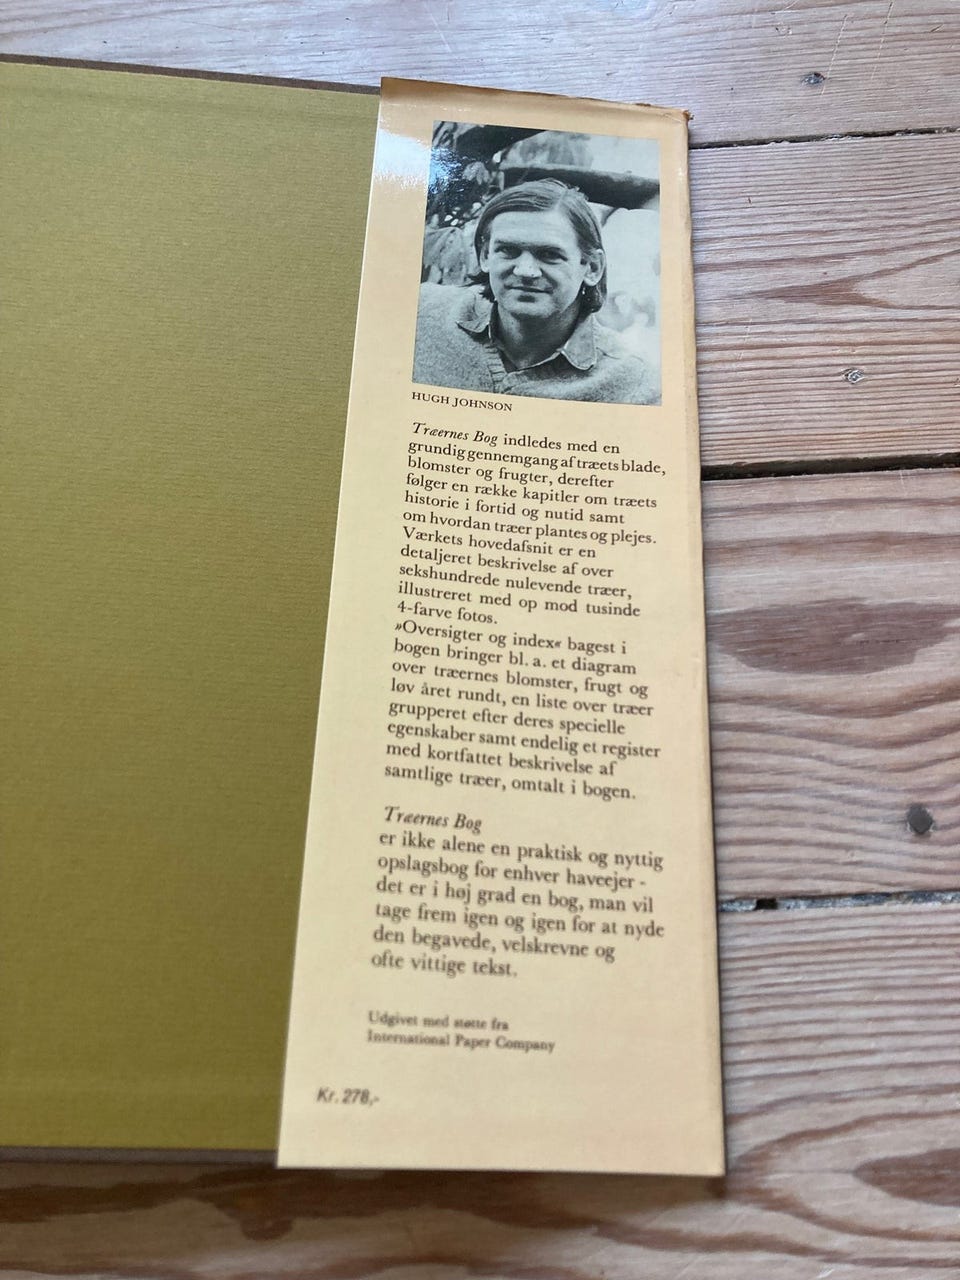 HUGH JOHNSON
Træernes Bog indledes med en
grundig gennemgang af træets blade,
blomster og frugter, derefter
følger en række kapitler om træets
historie i fortid og nutid samt
om hvordan træer plantes og plejes.
Værkets hovedafsnit er en
detaljeret beskrivelse af over
sekshundrede nulevende træer,
illustreret med op mod tusinde
4-farve fotos.
»Oversigter og index« bagest i
bogen bringer bl. a. et diagram
over træernes blomster, frugt og
løv året rundt, en liste over træer
grupperet efter deres specielle
egenskaber samt endelig et register
med kortfattet beskrivelse af
samtlige træer, omtalt i bogen.
Træernes Bog
er ikke alene en praktisk og nyttig
opslagsbog for enhver haveejer -
det er i høj grad en bog, man vil
tage frem igen og igen for at nyde
den begavede, velskrevne og
ofte vittige tekst.
Udgivet med støtte fra
International Paper Company
Kr. 278,-